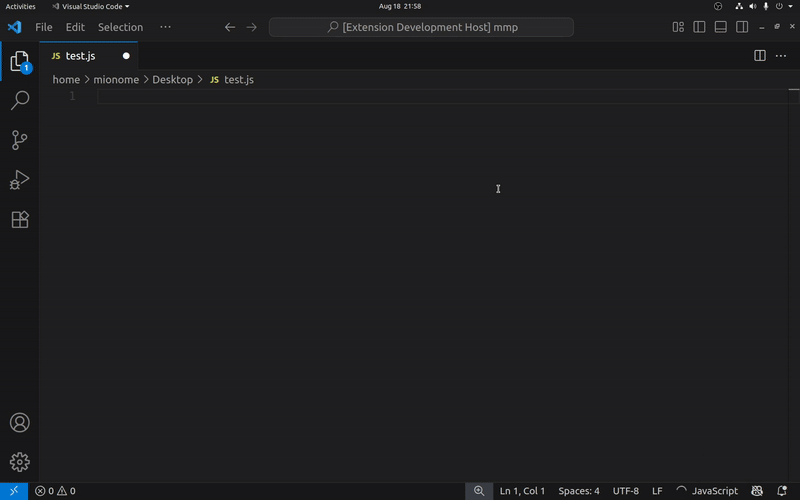 Activities Visual Studio Code Aug 18 21:58
File Edit Selection ··· [Extension Development Host] mmp
JS test.js
home > mionome > Desktop > JS test.js
1
1
0 0 Ln 1, Col 1 Spaces: 4 UTF-8 LF JavaScript